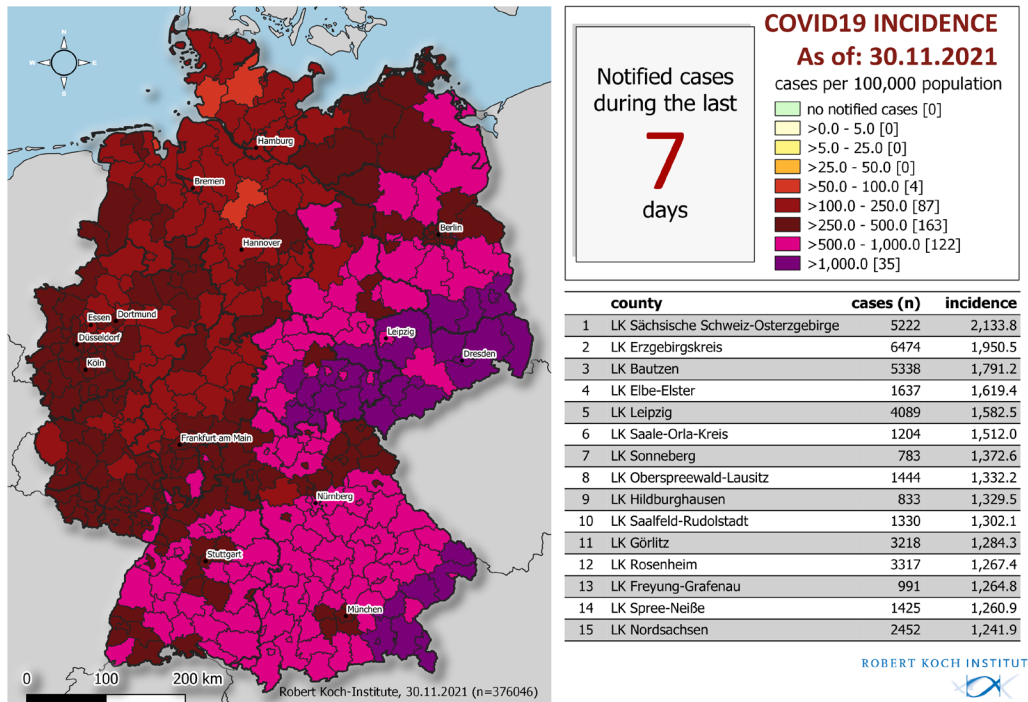 COVID19 INCIDENCE
As of: 30.11.2021
Notified cases
during the last
7
days
cases per 100,000 population
no notified cases [0]
>0.0 - 5.0 [0]
>5.0 - 25.0 [0]
>25.0 - 50.0 [0]
>50.0 - 100.0 [4]
>100.0 - 250.0 [87]
>250.0 - 500.0 [163]
>500.0 - 1,000.0 [122]
>1,000.0 [35]
N
W E
S
Hamburg
Bremen
Berlin
Hannover
Essen
Dortmund
Düsseldorf
Leipzig
Köln
Dresden
Frankfurt am Main
Nürnberg
Stuttgart
München
0 100 200 km
Robert Koch-Institute, 30.11.2021 (n=376046)
county cases (n) incidence
1 LK Sächsische Schweiz-Osterzgebirge 5222 2,133.8
2 LK Erzgebirgskreis 6474 1,950.5
3 LK Bautzen 5338 1,791.2
4 LK Elbe-Elster 1637 1,619.4
5 LK Leipzig 4089 1,582.5
6 LK Saale-Orla-Kreis 1204 1,512.0
7 LK Sonneberg 783 1,372.6
8 LK Oberspreewald-Lausitz 1444 1,332.2
9 LK Hildburghausen 833 1,329.5
10 LK Saalfeld-Rudolstadt 1330 1,302.1
11 LK Görlitz 3218 1,284.3
12 LK Rosenheim 3317 1,267.4
13 LK Freyung-Grafenau 991 1,264.8
14 LK Spree-Neiße 1425 1,260.9
15 LK Nordsachsen 2452 1,241.9
ROBERT KOCH INSTITUT